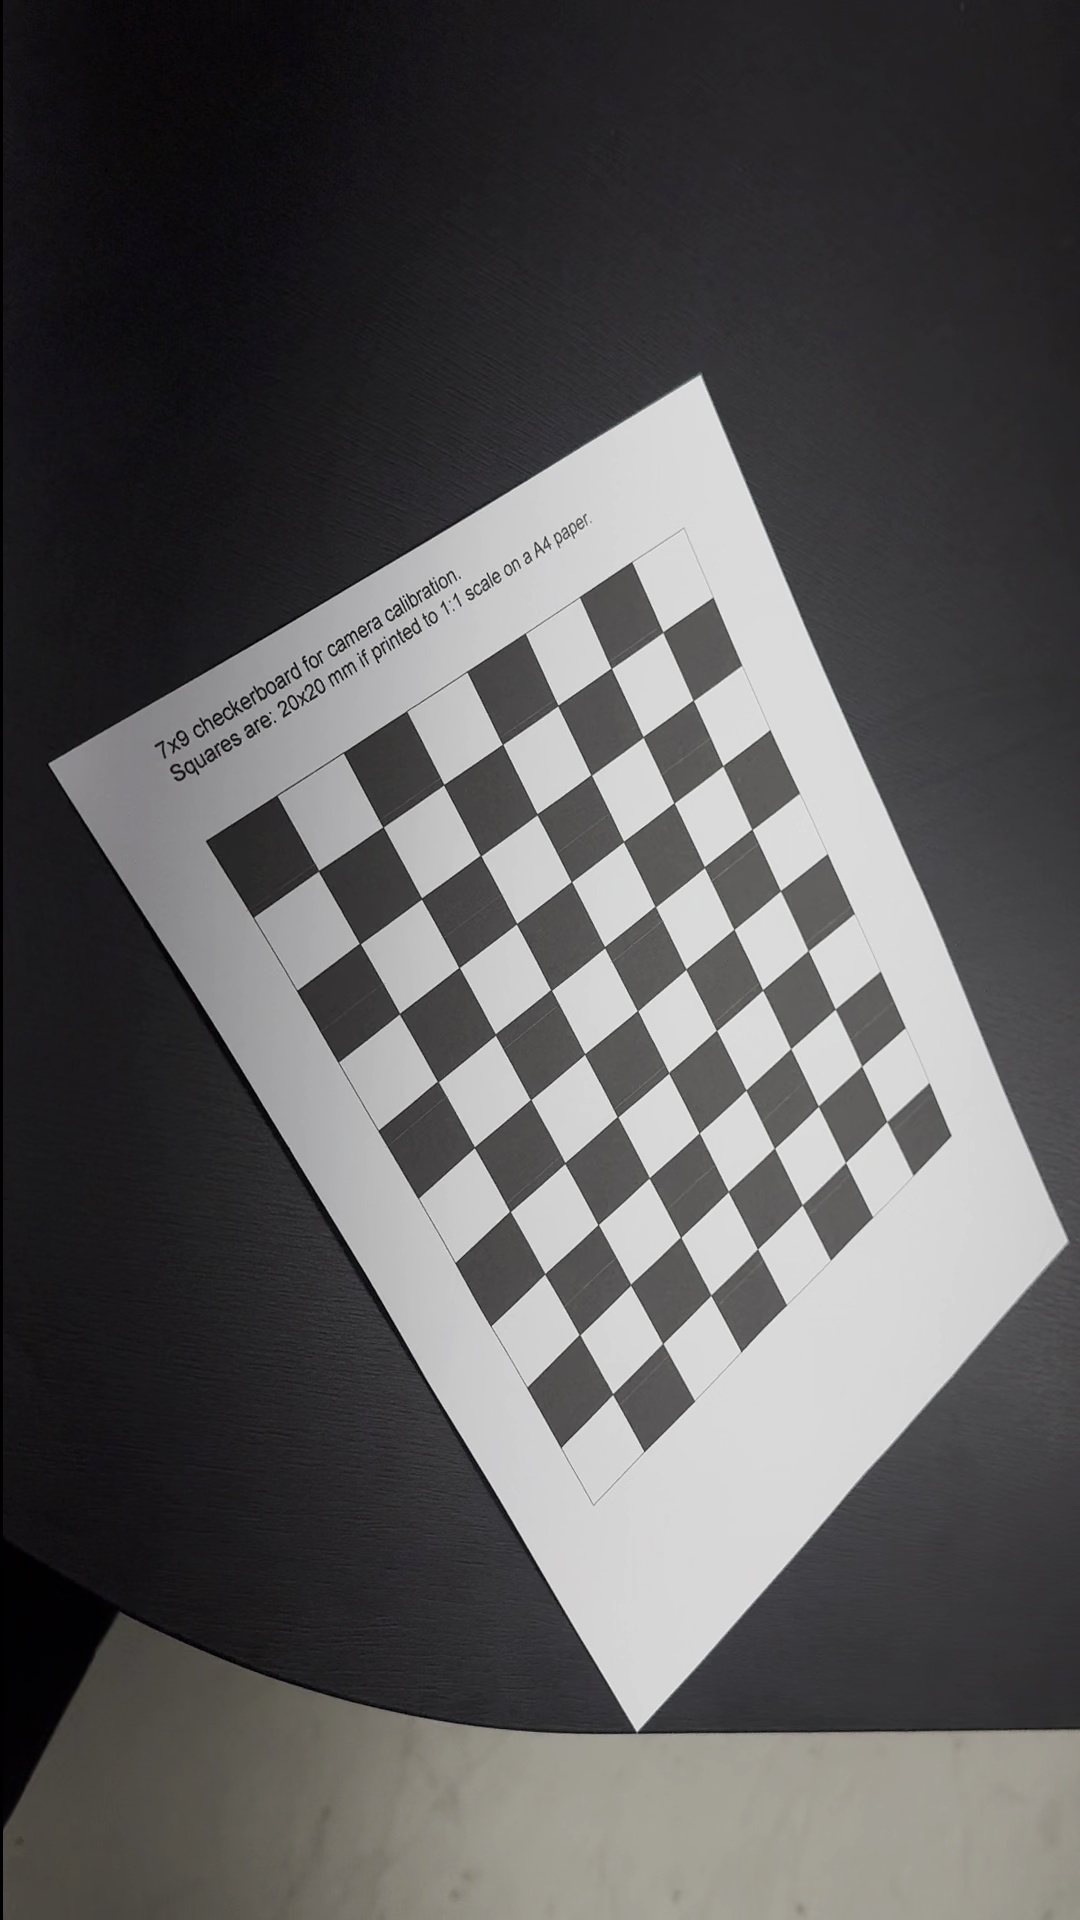 7x9 checkerboard for camera calibration.
Squares are: 20x20 mm if printed to 1:1 scale on a A4 paper.